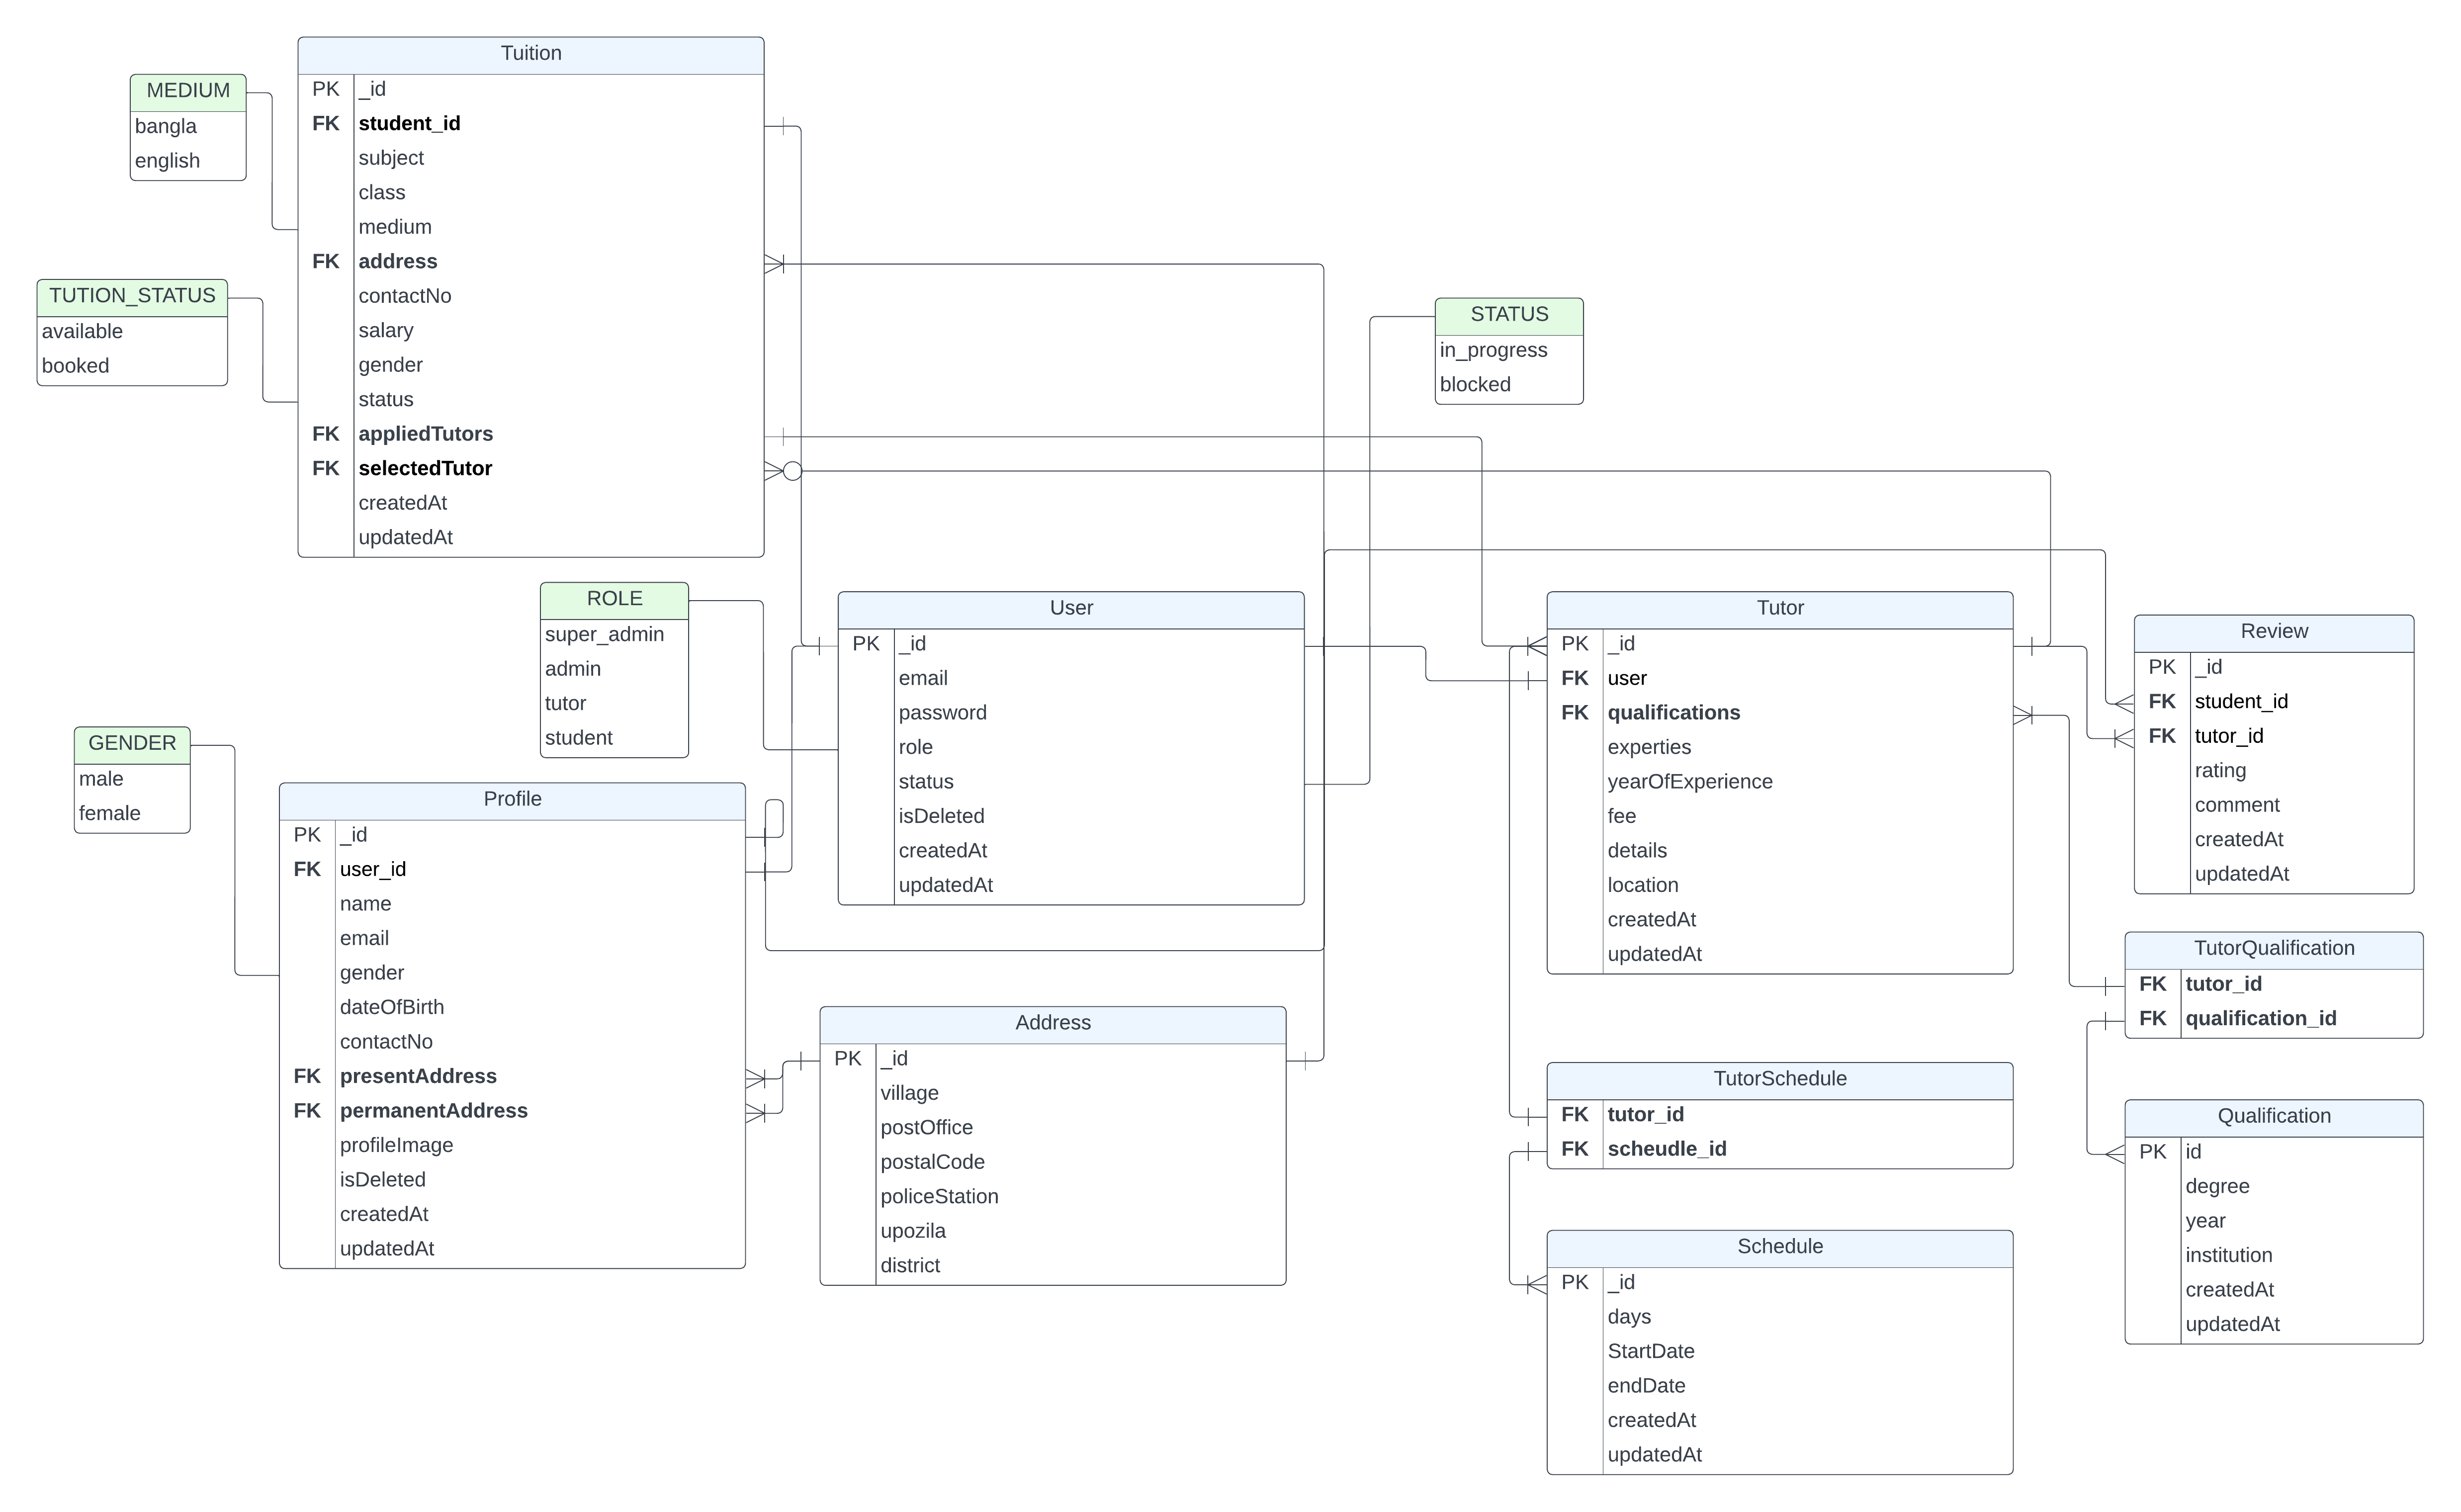 Tuition
PK _id
FK student_id
subject
class
medium
FK address
contactNo
salary
gender
status
FK appliedTutors
FK selectedTutor
createdAt
updatedAt
MEDIUM
bangla
english
TUTION_STATUS
available
booked
STATUS
in_progress
blocked
ROLE
super_admin
admin
tutor
student
User
PK _id
email
password
role
status
isDeleted
createdAt
updatedAt
Tutor
PK _id
FK user
FK qualifications
experties
yearOfExperience
fee
details
location
createdAt
updatedAt
Review
PK _id
FK student_id
FK tutor_id
rating
comment
createdAt
updatedAt
GENDER
male
female
Profile
PK _id
FK user_id
name
email
gender
dateOfBirth
contactNo
FK presentAddress
FK permanentAddress
profileImage
isDeleted
createdAt
updatedAt
Address
PK _id
village
postOffice
postalCode
policeStation
upozila
district
TutorQualification
FK tutor_id
FK qualification_id
TutorSchedule
FK tutor_id
FK scheudle_id
Qualification
PK id
degree
year
institution
createdAt
updatedAt
Schedule
PK _id
days
StartDate
endDate
createdAt
updatedAt